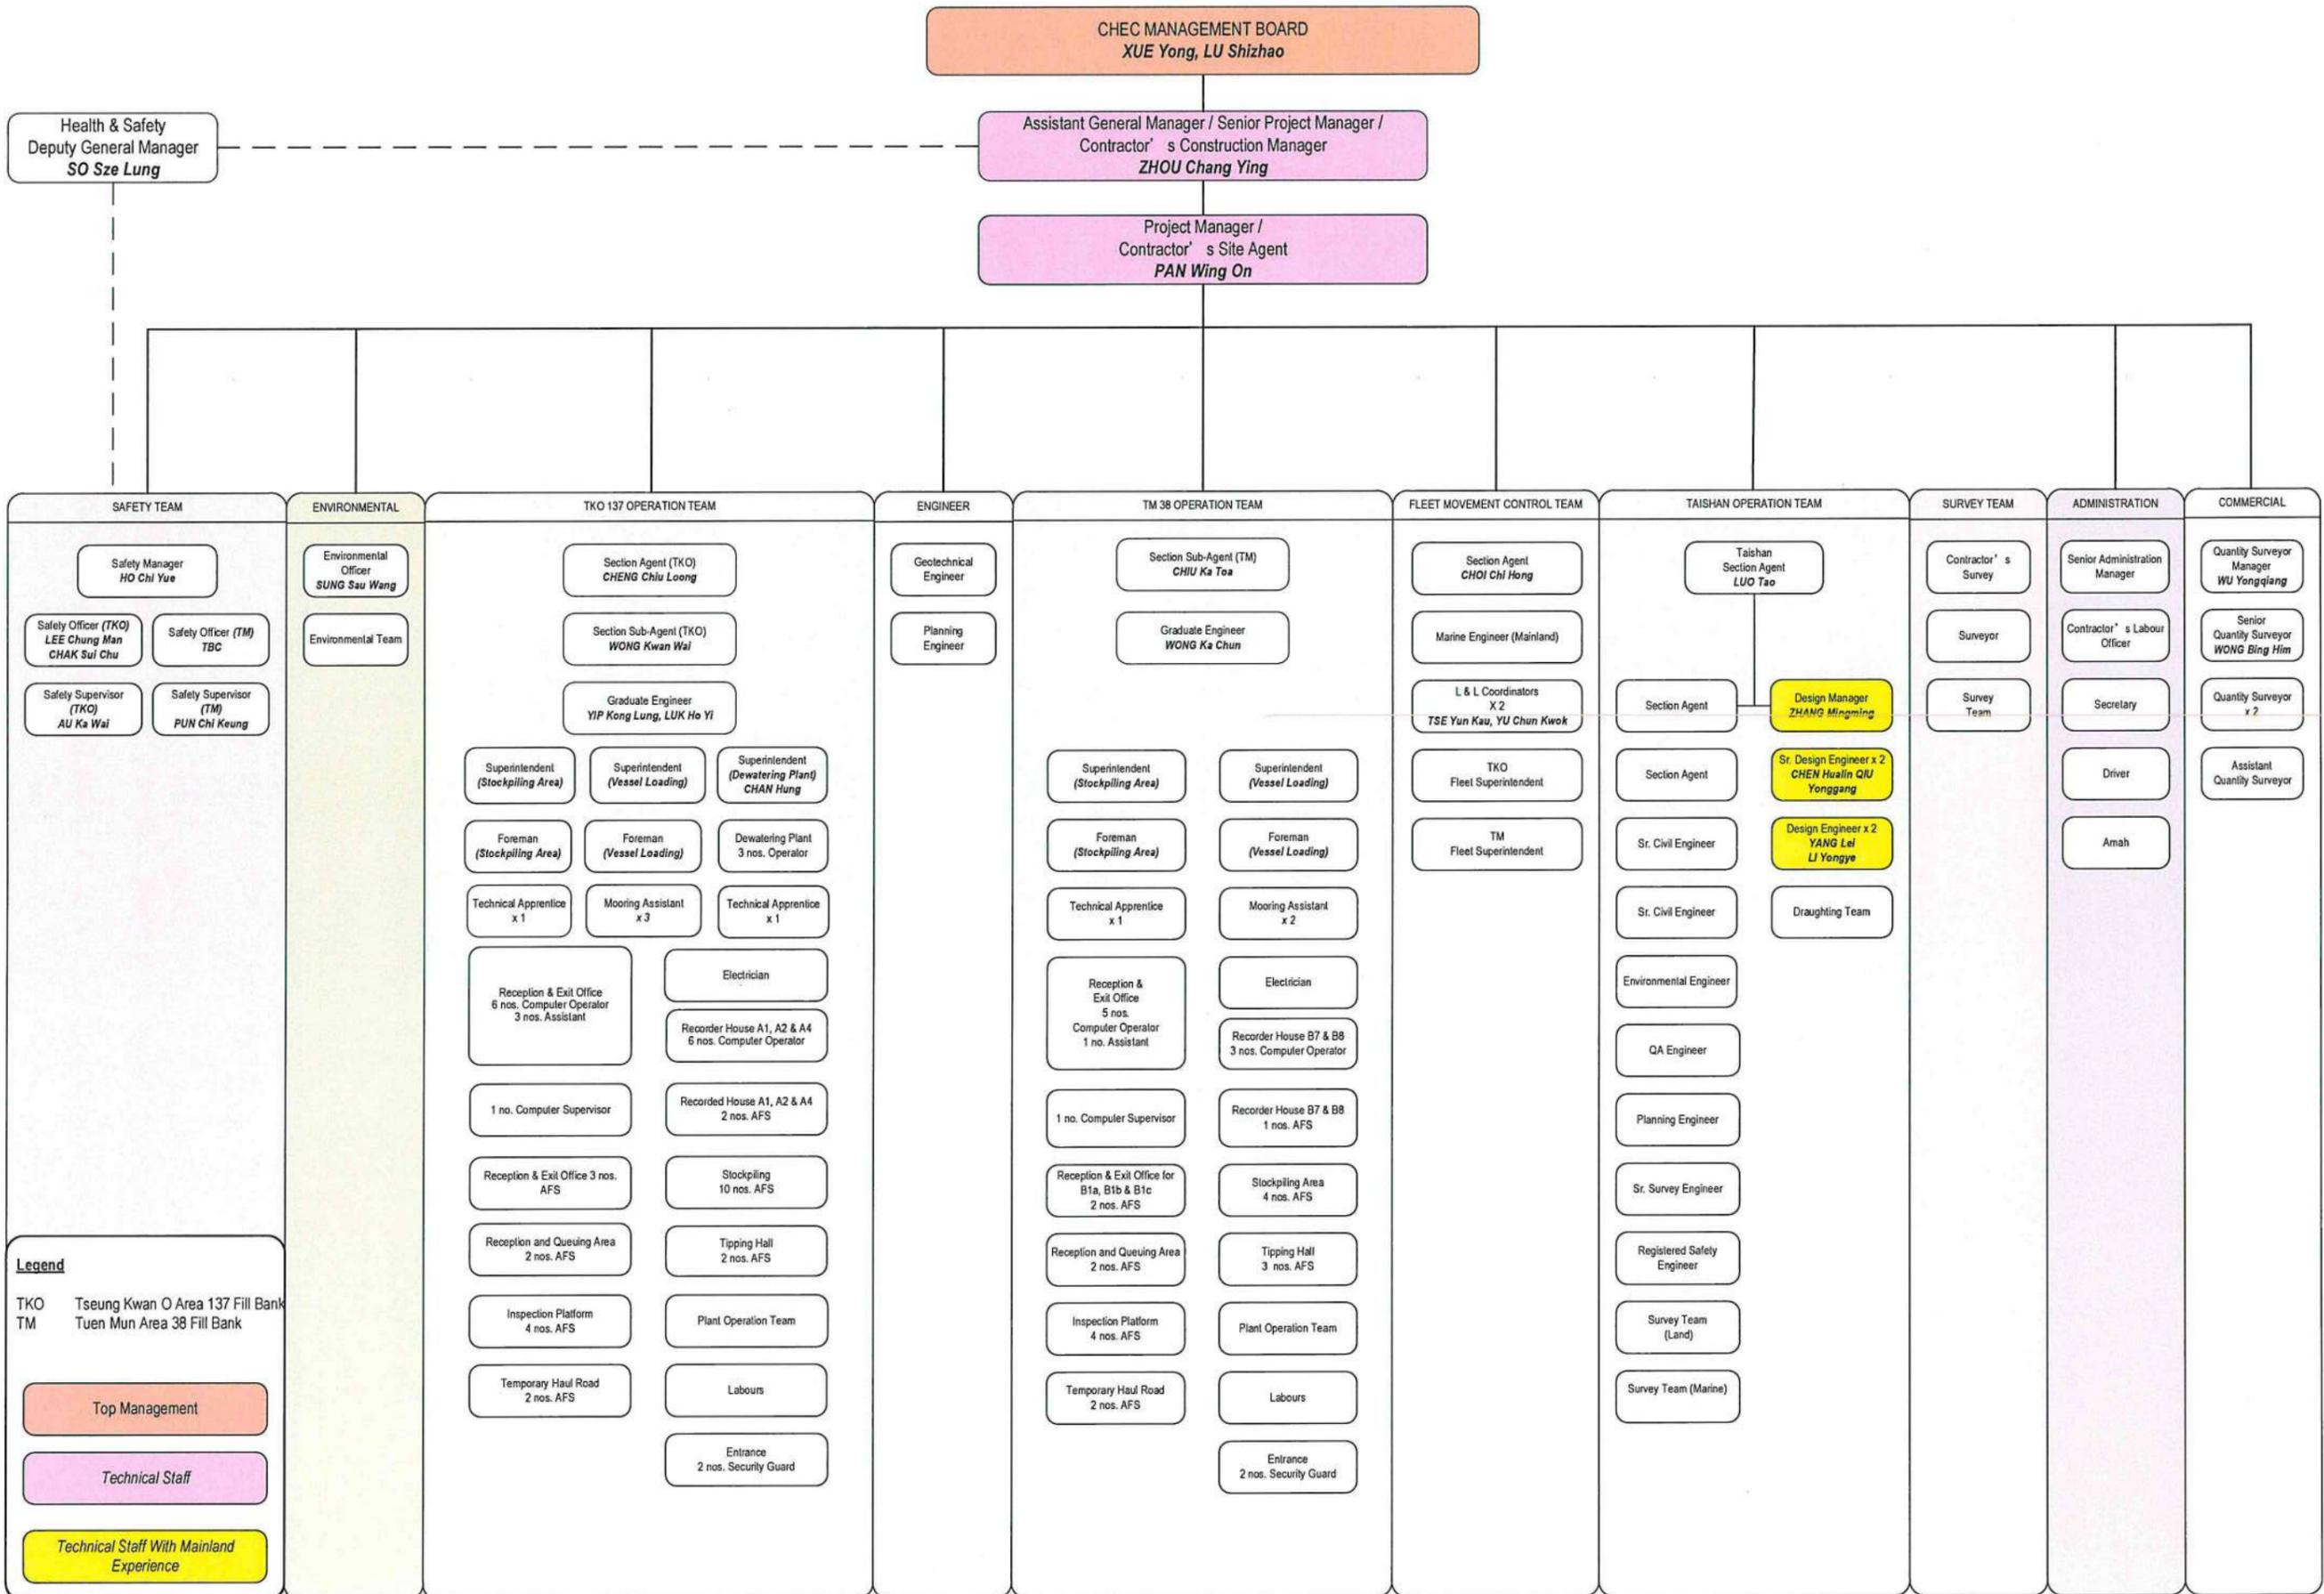 CHEC MANAGEMENT BOARD
XUE Yong, LU Shizhao
Health & Safety
Deputy General Manager
SO Sze Lung
Assistant General Manager / Senior Project Manager /
Contractor’ s Construction Manager
ZHOU Chang Ying
Project Manager /
Contractor’ s Site Agent
PAN Wing On
SAFETY TEAM
Safety Manager
HO Chi Yue
Safety Officer (TKO)
LEE Chung Man
CHAK Sui Chu
Safety Officer (TM)
TBC
Safety Supervisor
(TKO)
AU Ka Wai
Safety Supervisor
(TM)
PUN Chi Keung
Legend
TKO Tseung Kwan O Area 137 Fill Bank
TM Tuen Mun Area 38 Fill Bank
Top Management
Technical Staff
Technical Staff With Mainland
Experience
ENVIRONMENTAL
Environmental
Officer
SUNG Sau Wang
Environmental Team
TKO 137 OPERATION TEAM
Section Agent (TKO)
CHENG Chiu Loong
Section Sub-Agent (TKO)
WONG Kwan Wai
Graduate Engineer
YIP Kong Lung, LUK Ho Yi
Superintendent
(Stockpiling Area)
Superintendent
(Vessel Loading)
Superintendent
(Dewatering Plant)
CHAN Hung
Foreman
(Stockpiling Area)
Foreman
(Vessel Loading)
Dewatering Plant
3 nos. Operator
Technical Apprentice
x 1
Mooring Assistant
x 3
Technical Apprentice
x 1
Reception & Exit Office
6 nos. Computer Operator
3 nos. Assistant
Electrician
Recorder House A1, A2 & A4
6 nos. Computer Operator
1 no. Computer Supervisor
Recorded House A1, A2 & A4
2 nos. AFS
Reception & Exit Office 3 nos.
AFS
Stockpiling
10 nos. AFS
Reception and Queuing Area
2 nos. AFS
Tipping Hall
2 nos. AFS
Inspection Platform
4 nos. AFS
Plant Operation Team
Temporary Haul Road
2 nos. AFS
Labours
Entrance
2 nos. Security Guard
ENGINEER
Geotechnical
Engineer
Planning
Engineer
TM 38 OPERATION TEAM
Section Sub-Agent (TM)
CHIU Ka Toa
Graduate Engineer
WONG Ka Chun
Superintendent
(Stockpiling Area)
Superintendent
(Vessel Loading)
Foreman
(Stockpiling Area)
Foreman
(Vessel Loading)
Technical Apprentice
x 1
Mooring Assistant
x 2
Reception &
Exit Office
5 nos.
Computer Operator
1 no. Assistant
Electrician
Recorder House B7 & B8
3 nos. Computer Operator
1 no. Computer Supervisor
Recorder House B7 & B8
1 nos. AFS
Reception & Exit Office for
B1a, B1b & B1c
2 nos. AFS
Stockpiling Area
4 nos. AFS
Reception and Queuing Area
2 nos. AFS
Tipping Hall
3 nos. AFS
Inspection Platform
4 nos. AFS
Plant Operation Team
Temporary Haul Road
2 nos. AFS
Labours
Entrance
2 nos. Security Guard
FLEET MOVEMENT CONTROL TEAM
Section Agent
CHOI Chi Hong
Marine Engineer (Mainland)
L & L Coordinators
X 2
TSE Yun Kau, YU Chun Kwok
TKO
Fleet Superintendent
TM
Fleet Superintendent
TAISHAN OPERATION TEAM
Taishan
Section Agent
LUO Tao
Section Agent
Design Manager
ZHANG Mingming
Section Agent
Sr. Design Engineer x 2
CHEN Hualin QIU
Yonggang
Sr. Civil Engineer
Design Engineer x 2
YANG Lei
LI Yongye
Sr. Civil Engineer
Draughting Team
Environmental Engineer
QA Engineer
Planning Engineer
Sr. Survey Engineer
Registered Safety
Engineer
Survey Team
(Land)
Survey Team (Marine)
SURVEY TEAM
Contractor’ s
Survey
Surveyor
Survey
Team
ADMINISTRATION
Senior Administration
Manager
Contractor’ s Labour
Officer
Secretary
Driver
Amah
COMMERCIAL
Quantity Surveyor
Manager
WU Yongqiang
Senior
Quantity Surveyor
WONG Bing Him
Quantity Surveyor
x 2
Assistant
Quantity Surveyor